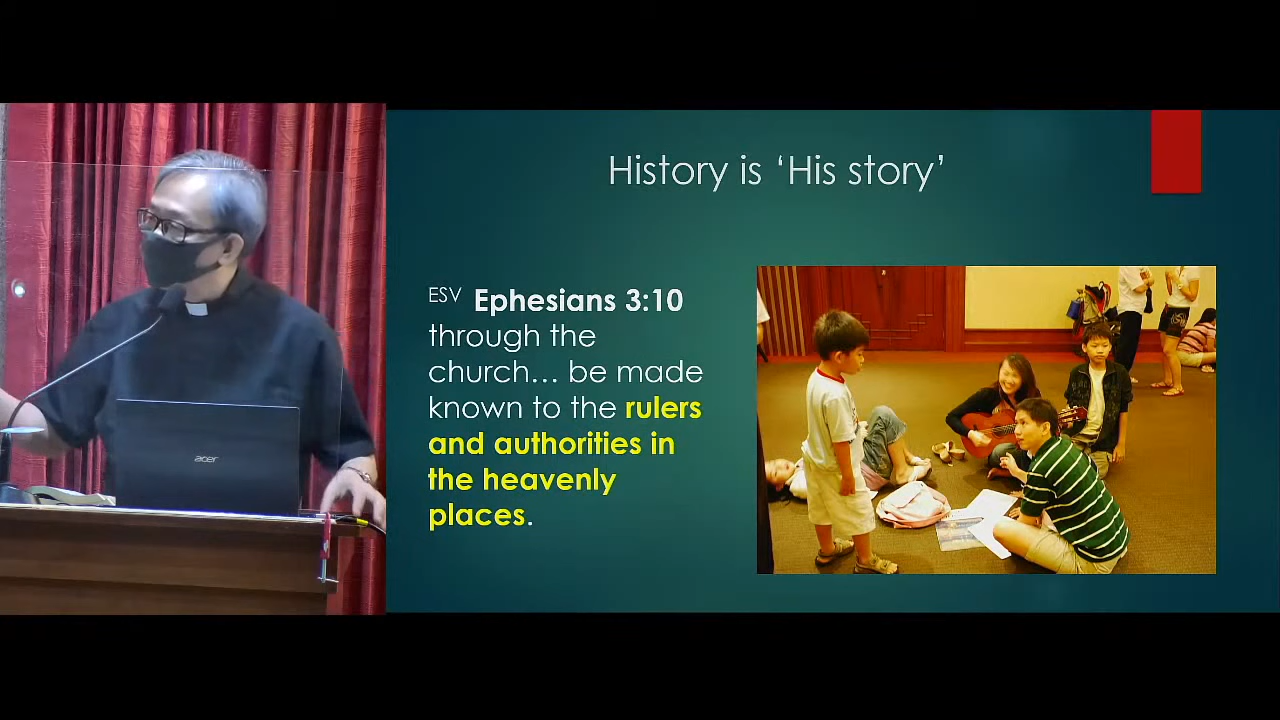 History is ‘His story’
ESV Ephesians 3:10
through the
church… be made
known to the rulers
and authorities in
the heavenly
places.
acer